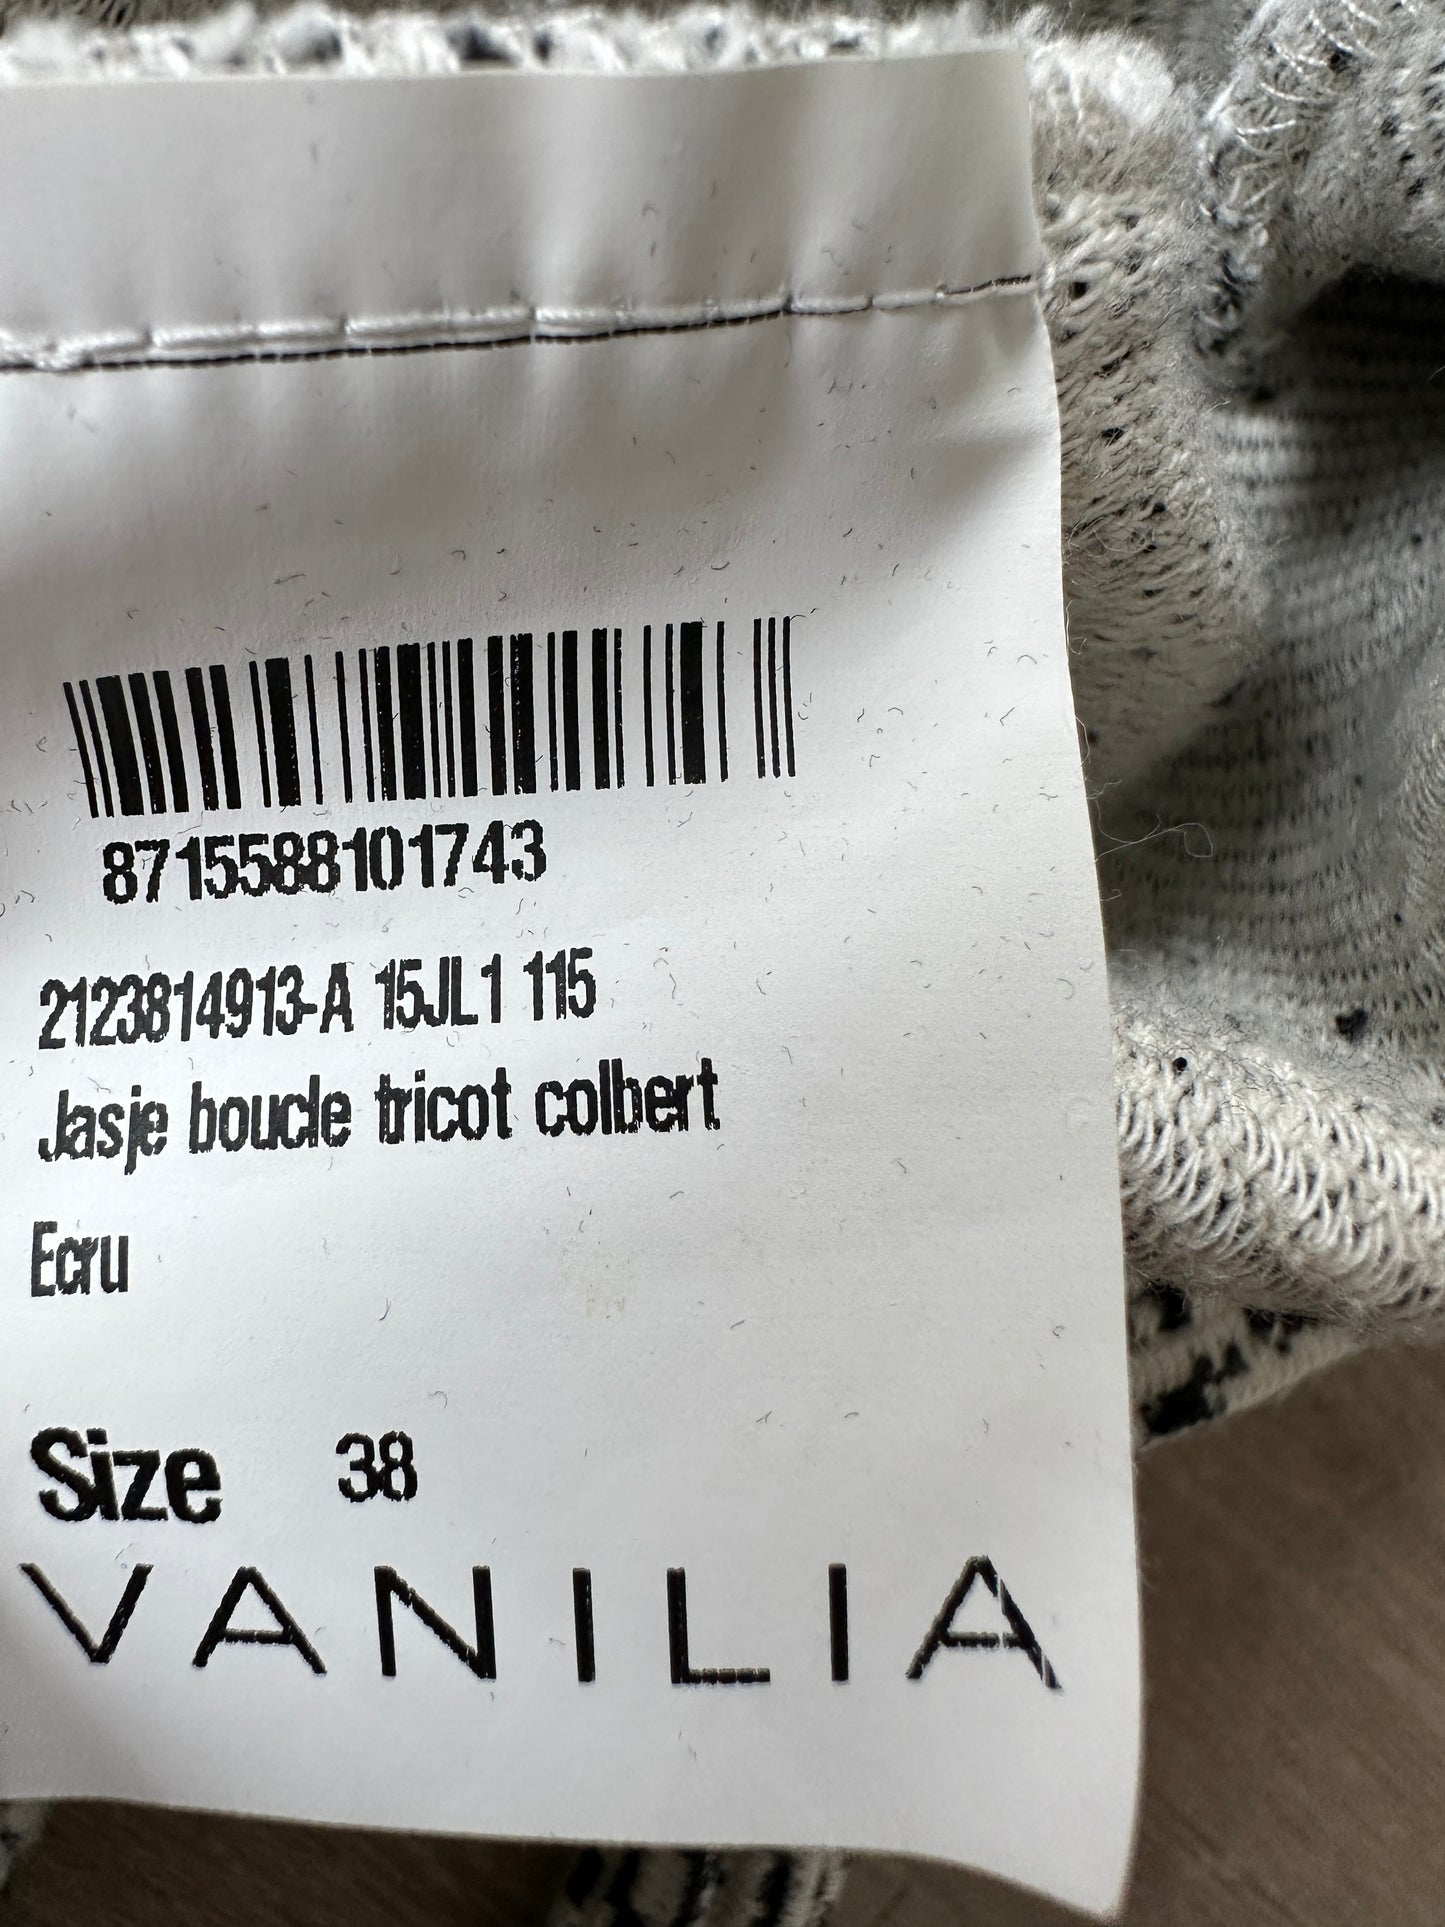 8715588101743
2123814913-A 15JL1 115
Jasje boucle tricot colbert
Ecru
Size 38
VANILIA